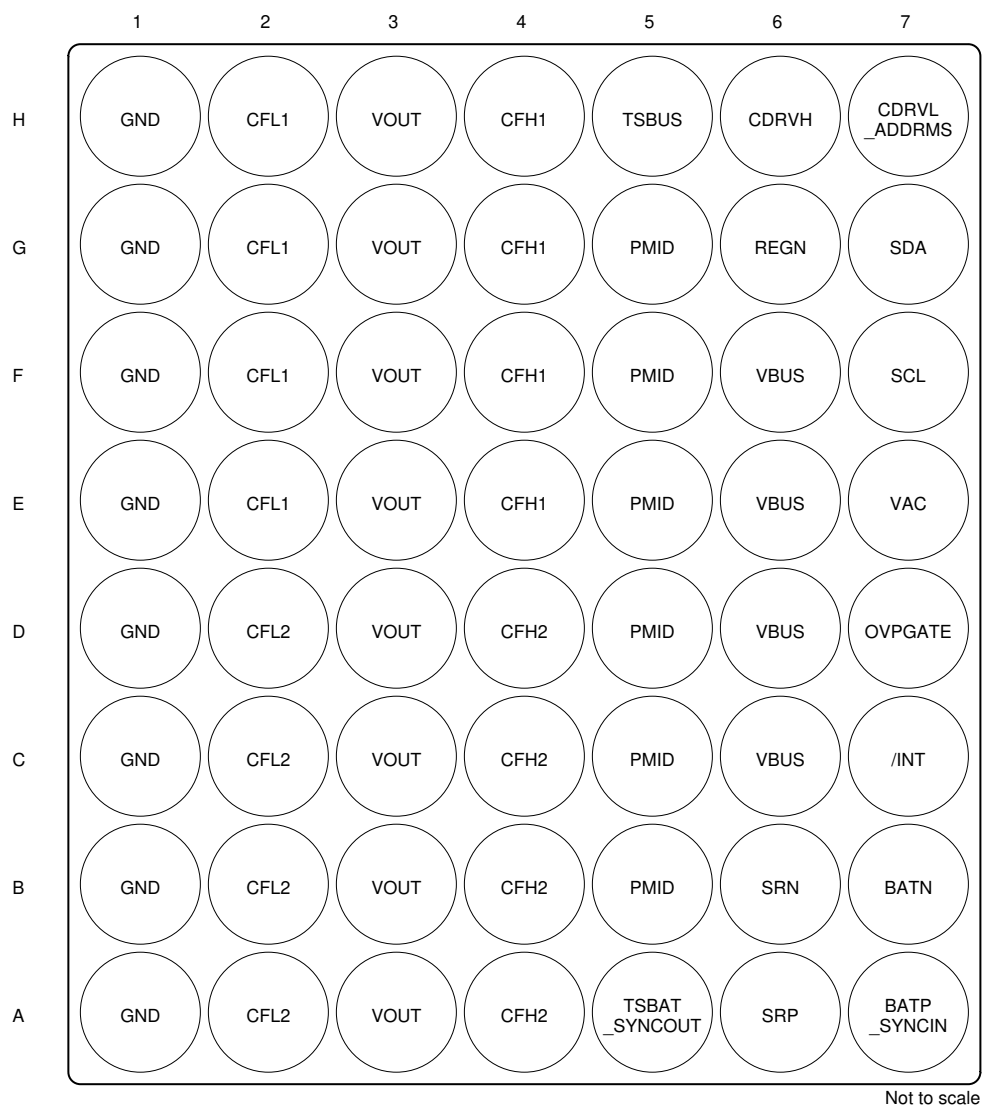 1 2 3 4 5 6 7
H GND CFL1 VOUT CFH1 TSBUS CDRVH CDRVL
_ADDRMS
G GND CFL1 VOUT CFH1 PMID REGN SDA
F GND CFL1 VOUT CFH1 PMID VBUS SCL
E GND CFL1 VOUT CFH1 PMID VBUS VAC
D GND CFL2 VOUT CFH2 PMID VBUS OVPGATE
C GND CFL2 VOUT CFH2 PMID VBUS /INT
B GND CFL2 VOUT CFH2 PMID SRN BATN
A GND CFL2 VOUT CFH2 TSBAT
_SYNCOUT SRP BATP
_SYNCIN
Not to scale